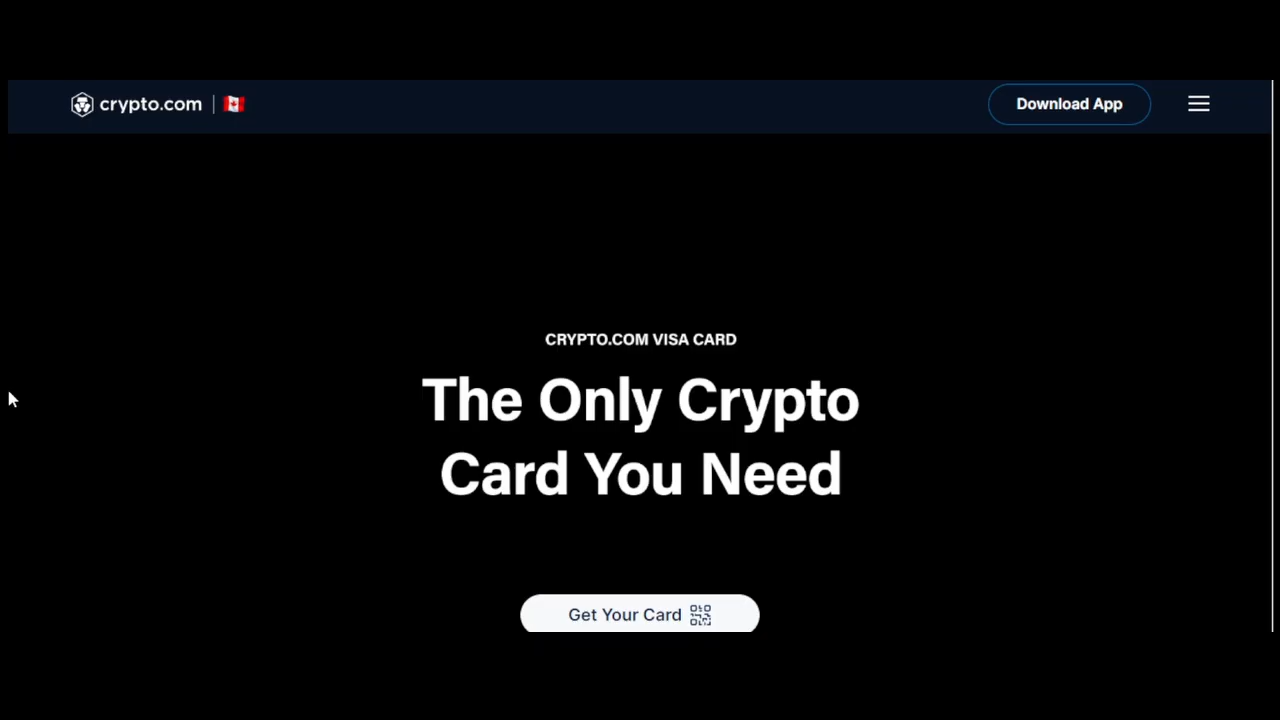 crypto.com
Download App
CRYPTO.COM VISA CARD
The Only Crypto
Card You Need
Get Your Card